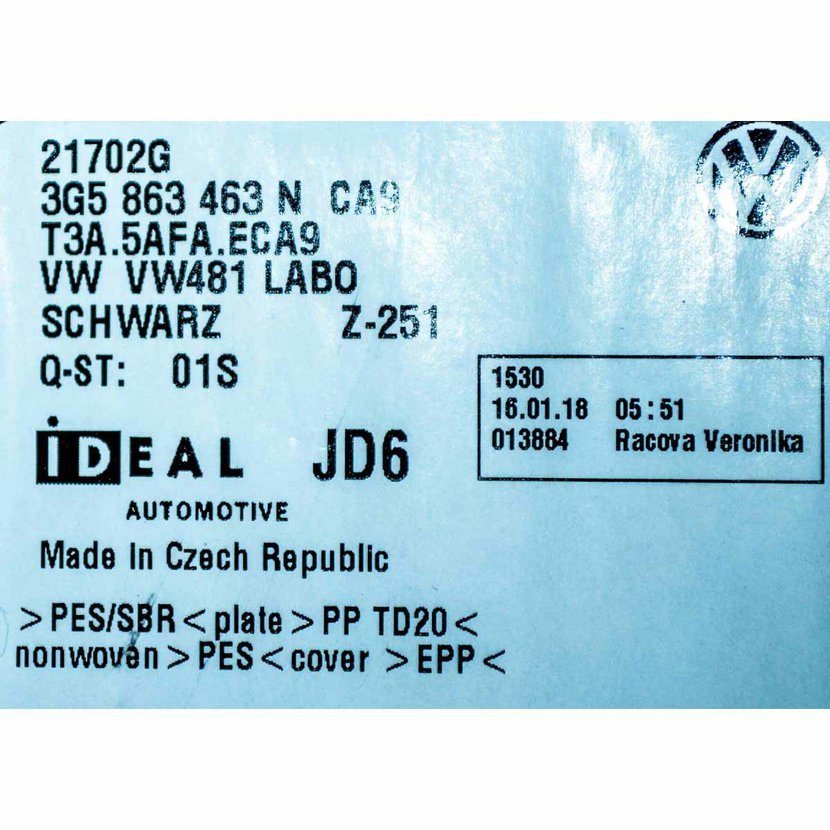 21702G
3G5 863 463 N CA9
T3A.5AFA.ECA9
VW VW481 LABO
SCHWARZ Z-251
Q-ST: 01S
1530
16.01.18 05:51
013884 Racova Veronika
iDEAL JD6
AUTOMOTIVE
Made in Czech Republic
>PES/SBR<plate>PP TD20<
nonwoven>PES<cover >EPP<